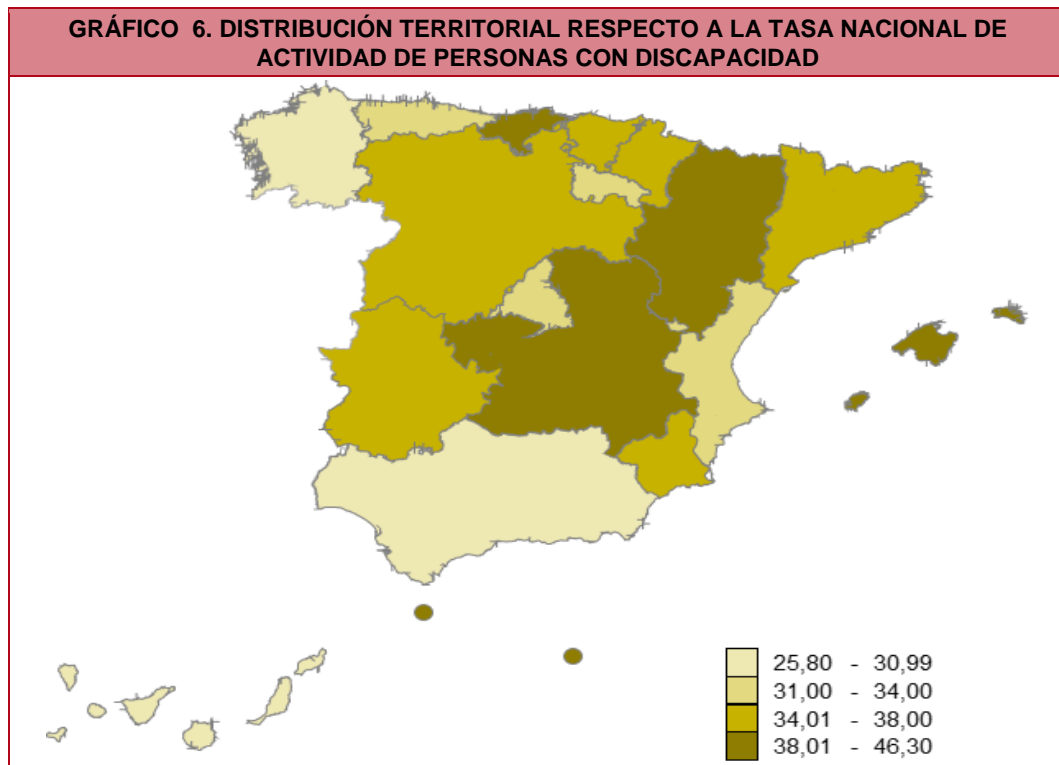 GRÁFICO 6. DISTRIBUCIÓN TERRITORIAL RESPECTO A LA TASA NACIONAL DE
ACTIVIDAD DE PERSONAS CON DISCAPACIDAD
25,80 - 30,99
31,00 - 34,00
34,01 - 38,00
38,01 - 46,30